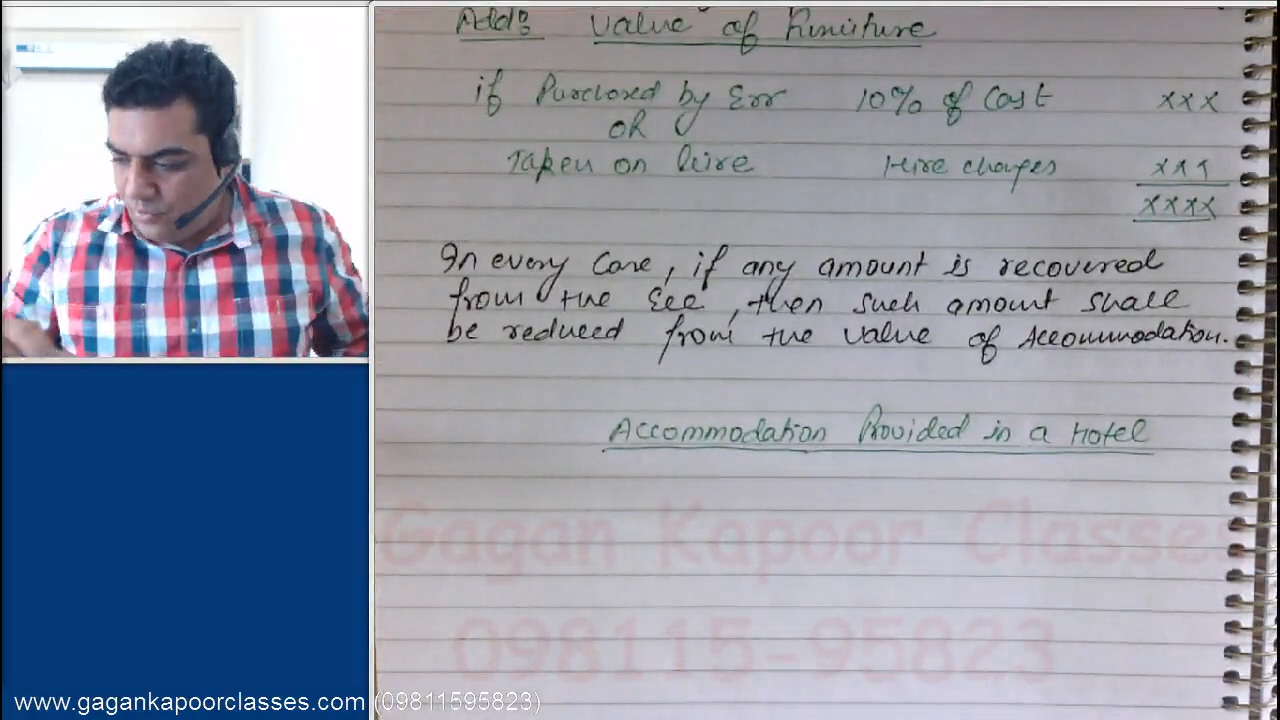 Add: Value of Furniture
if Purchased by Err 10% of Cost xxx
OR
Taken on hire Hire charges xxx
xxxx
In every case, if any amount is recovered
from the Eee, then such amount shall
be reduced from the value of Accommodation.
Accommodation Provided in a Hotel
Gagan Kapoor Classes
098115-95823
www.gagankapoorclasses.com (09811595823)